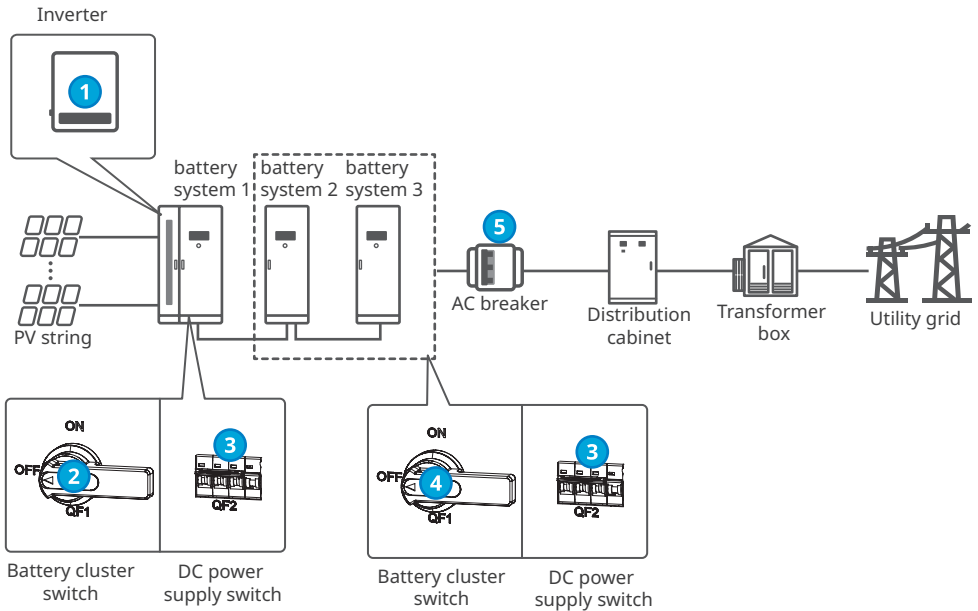 Inverter
1
battery
system 1
battery
system 2
battery
system 3
5
AC breaker
PV string
Distribution
cabinet
Transformer
box
Utility grid
ON
OFF
2
QF1
3
QF2
ON
OFF
4
QF1
3
QF2
Battery cluster
switch
DC power
supply switch
Battery cluster
switch
DC power
supply switch